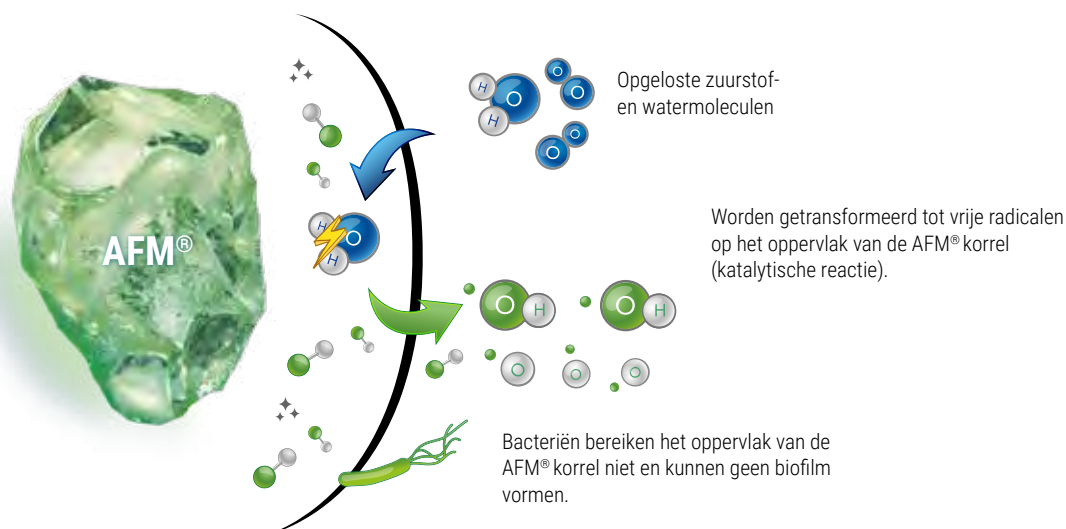 H
O
H
O
O
O
O
Opgeloste zuurstof-
en watermoleculen
AFM®
H
O
H
Worden getransformeerd tot vrije radicalen
op het oppervlak van de AFM® korrel
(katalytische reactie).
O
H
O
H
O
O
O
Bacteriën bereiken het oppervlak van de
AFM® korrel niet en kunnen geen biofilm
vormen.